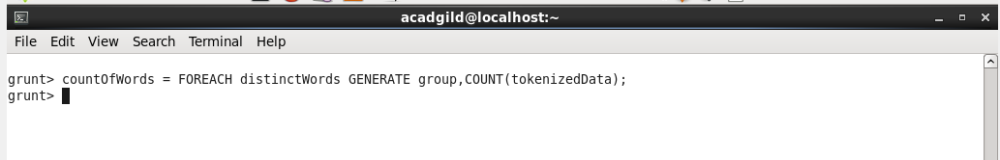 acadgild@localhost:~
File Edit View Search Terminal Help
grunt> countOfWords = FOREACH distinctWords GENERATE group,COUNT(tokenizedData);
grunt>